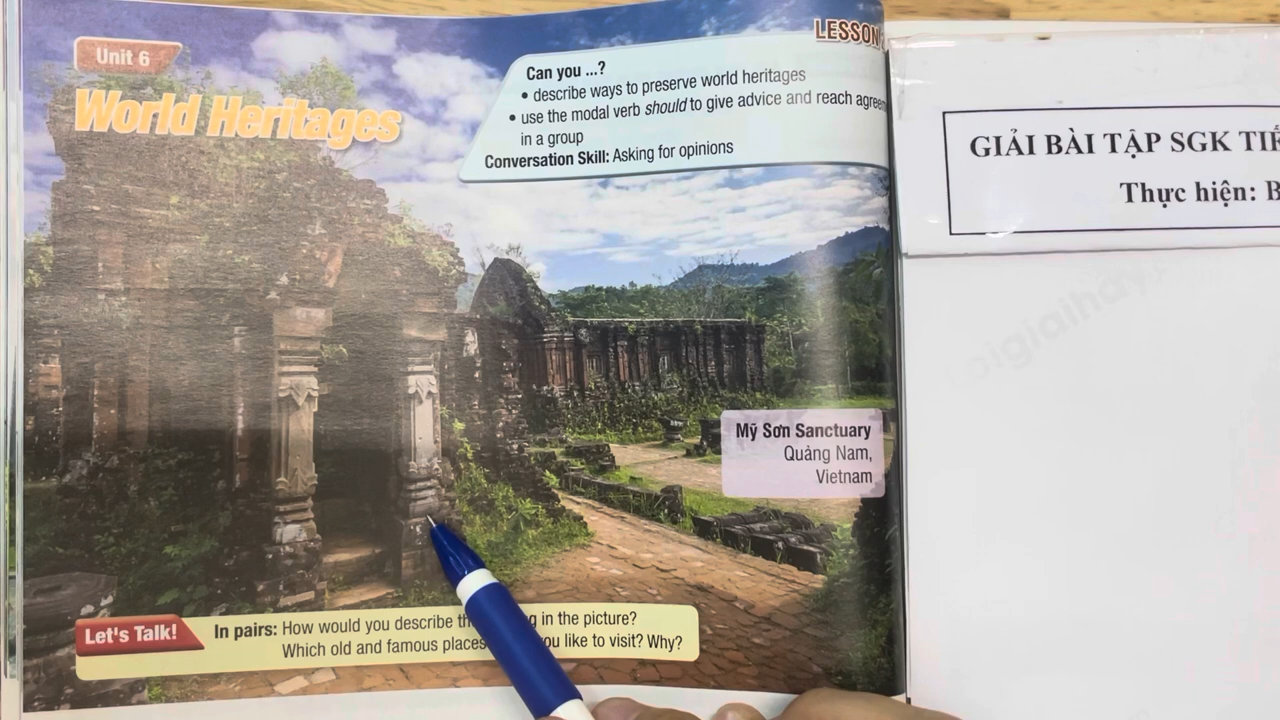 Unit 6
World Heritages
LESSON
Can you ...?
• describe ways to preserve world heritages
• use the modal verb should to give advice and reach
in a group
Conversation Skill: Asking for opinions
Mỹ Sơn Sanctuary
Quảng Nam,
Vietnam
Let's Talk!
In pairs: How would you describe in the picture?
Which old and famous places you like to visit? Why?
GIẢI BÀI TẬP SGK
Thực hiện:
loigiaihay